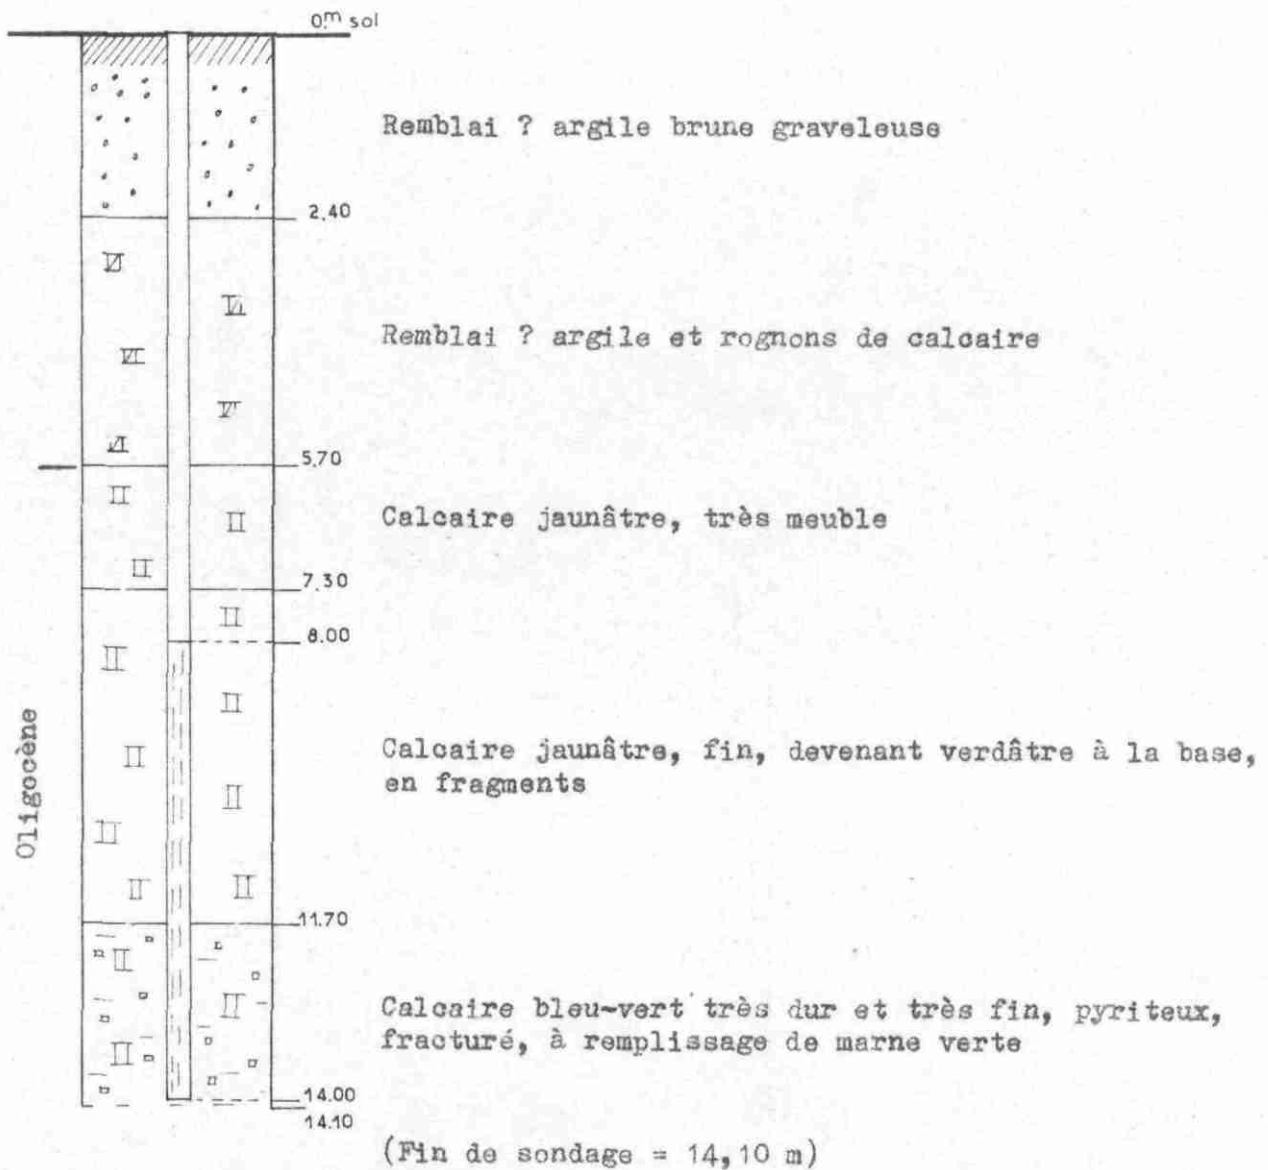 0m sol
Remblai ? argile brune graveleuse
2.40
Remblai ? argile et rognons de calcaire
5.70
Calcaire jaunâtre, très meuble
7.30
8.00
Oligocène
Calcaire jaunâtre, fin, devenant verdâtre à la base,
en fragments
11.70
Calcaire bleu-vert très dur et très fin, pyriteux,
fracturé, à remplissage de marne verte
14.00
14.10
(Fin de sondage = 14,10 m)